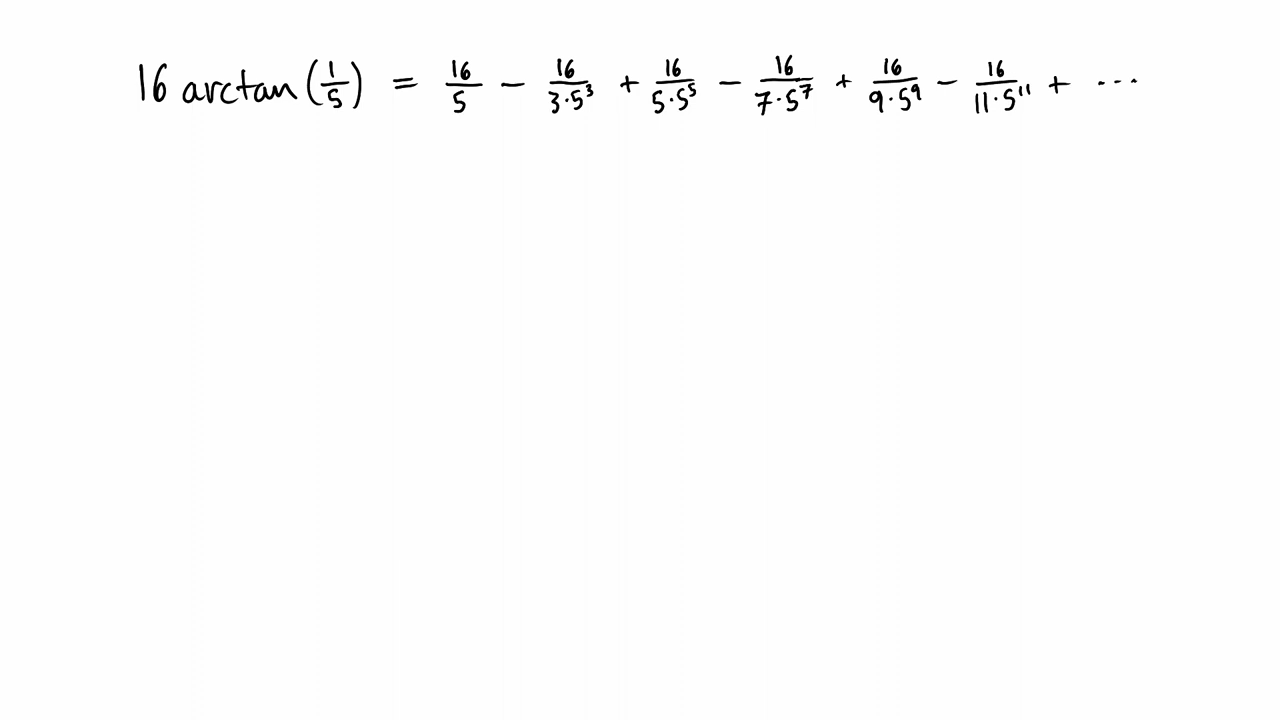 16 arctan(1/5) = 16/5 − 16/(3·5³) + 16/(5·5⁵) − 16/(7·5⁷) + 16/(9·5⁹) − 16/(11·5¹¹) + ···